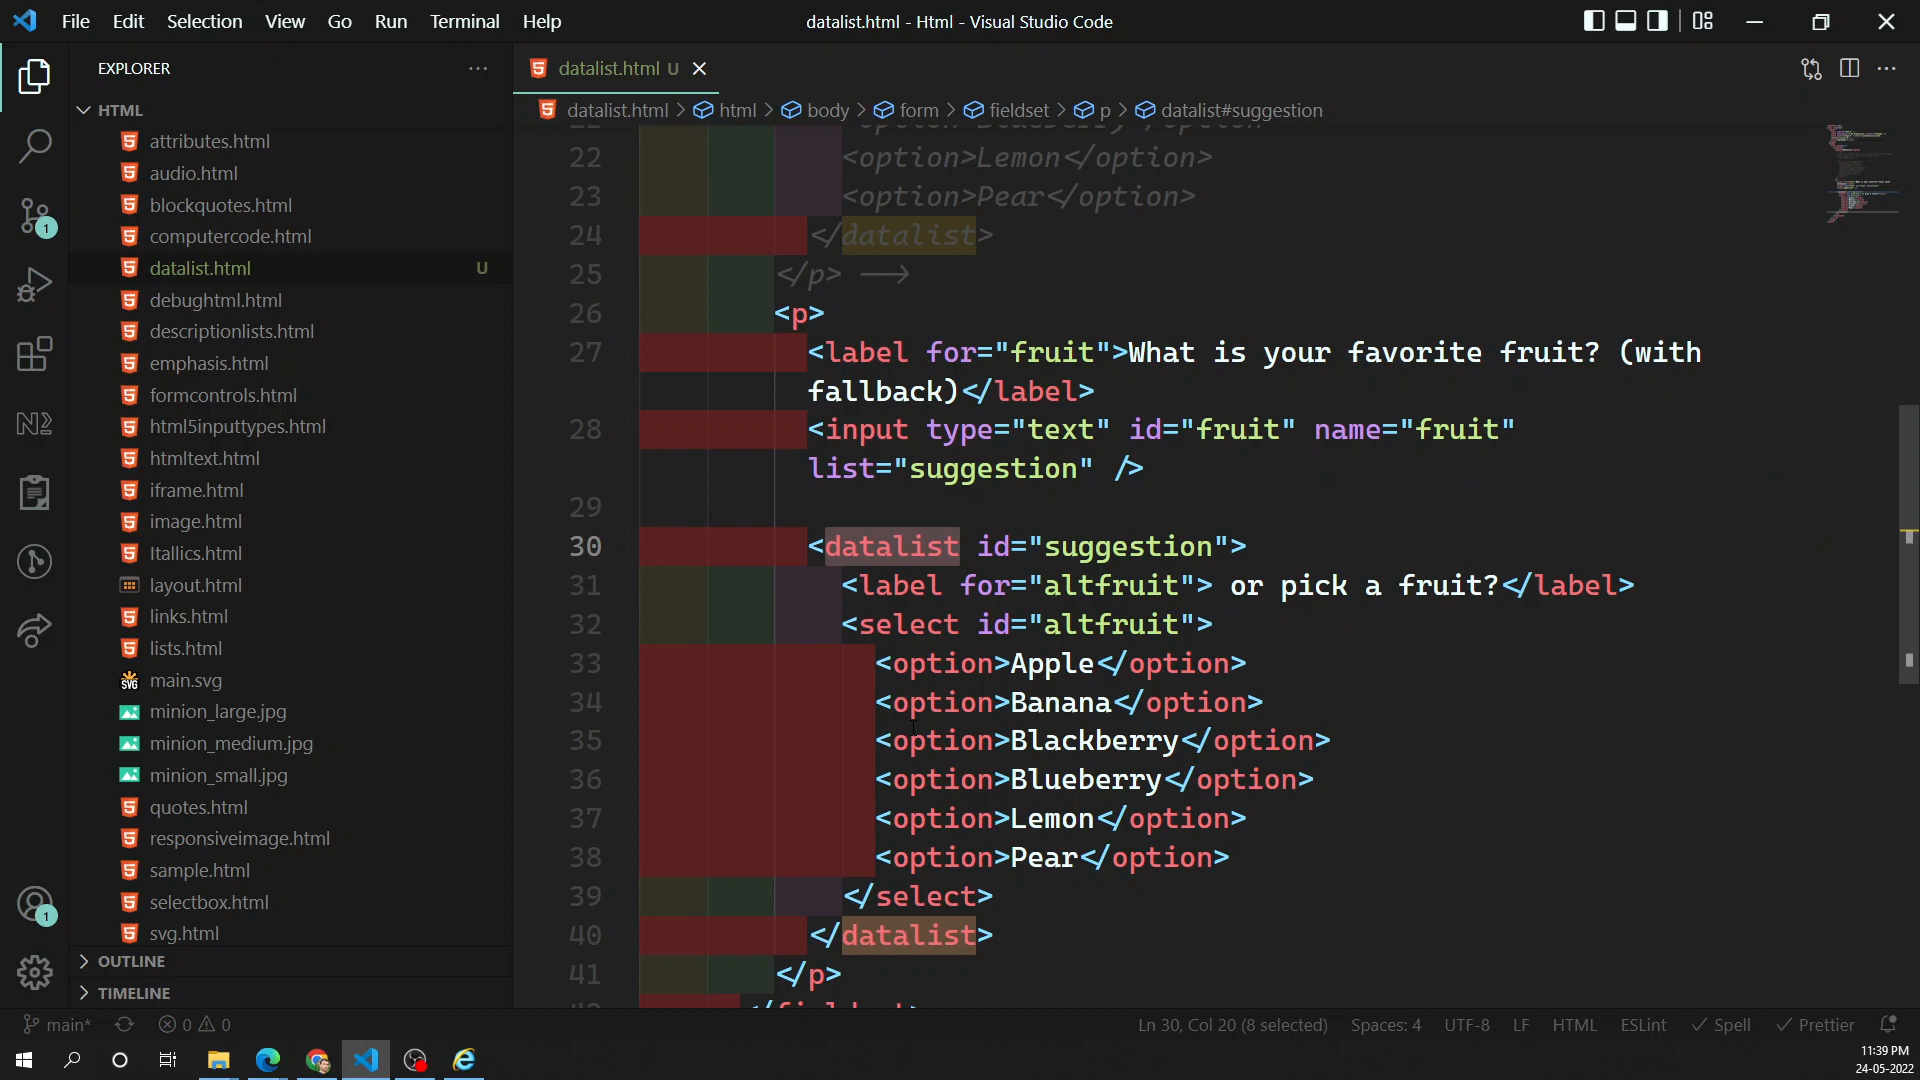 File Edit Selection View Go Run Terminal Help
datalist.html - Html - Visual Studio Code
EXPLORER
HTML
attributes.html
audio.html
blockquotes.html
computercode.html
datalist.html U
debughtml.html
descriptionlists.html
emphasis.html
formcontrols.html
html5inputtypes.html
htmltext.html
iframe.html
image.html
Itallics.html
layout.html
links.html
lists.html
main.svg
minion_large.jpg
minion_medium.jpg
minion_small.jpg
quotes.html
responsiveimage.html
sample.html
selectbox.html
svg.html
OUTLINE
TIMELINE
1
1
datalist.html U
datalist.html > html > body > form > fieldset > p > datalist#suggestion
22 <option>Lemon</option>
23 <option>Pear</option>
24 </datalist>
25 </p> -->
26 <p>
27 <label for="fruit">What is your favorite fruit? (with
fallback)</label>
28 <input type="text" id="fruit" name="fruit"
list="suggestion" />
29
30 <datalist id="suggestion">
31 <label for="altfruit"> or pick a fruit?</label>
32 <select id="altfruit">
33 <option>Apple</option>
34 <option>Banana</option>
35 <option>Blackberry</option>
36 <option>Blueberry</option>
37 <option>Lemon</option>
38 <option>Pear</option>
39 </select>
40 </datalist>
41 </p>
main* 0 0 Ln 30, Col 20 (8 selected) Spaces: 4 UTF-8 LF HTML ESLint Spell Prettier
11:39 PM
24-05-2022